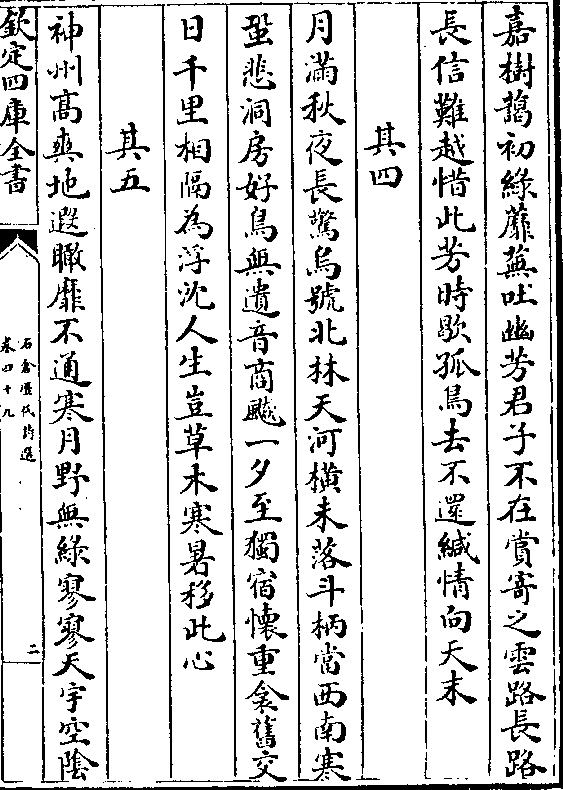 嘉樹藹初綠蘼蕪吐幽芳君子不在賞寄之雲路長路
長信難越惜此芳時歇孤鳥去不還緘情向天末
其四
月滿秋夜長驚烏號北林天河橫未落斗柄當西南寒
蛩悲洞房好鳥無遺音商飈一夕至獨宿懷重衾舊交
日千里相隔為浮沈人生豈草木寒暑移此心
其五
神州髙爽地遐瞰靡不通寒月野無綠寥寥天宇空陰
欽定四庫全書
石倉歷代詩選
卷四十九
二